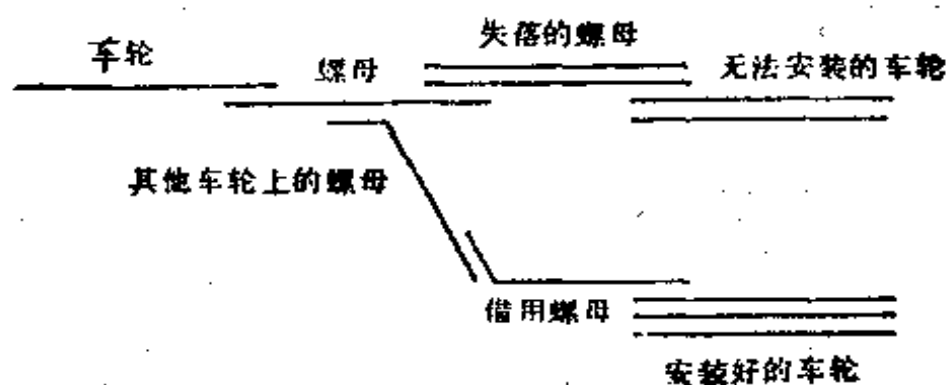 车轮
螺母
失落的螺母
无法安装的车轮
其他车轮上的螺母
借用螺母
安装好的车轮